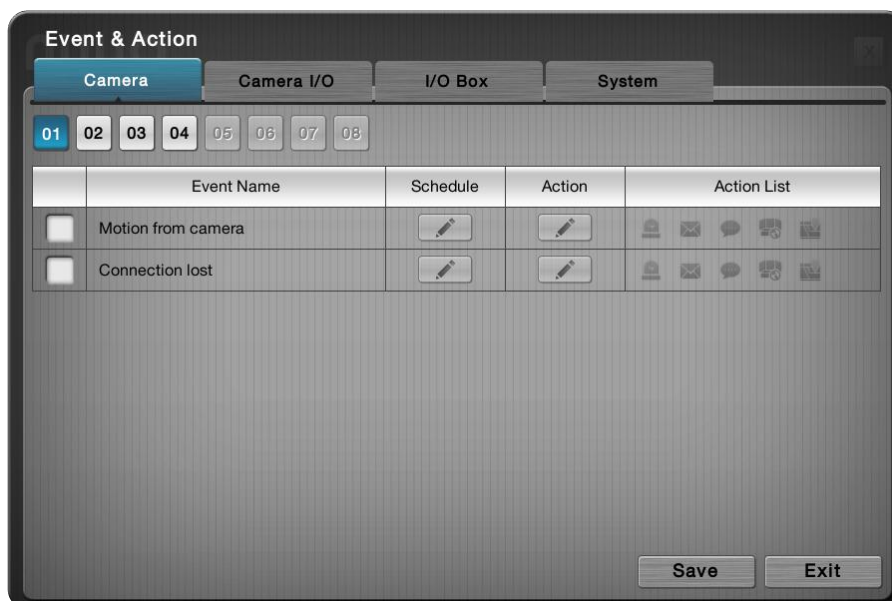 Event & Action
Camera Camera I/O I/O Box System
01 02 03 04 05 06 07 08
Event Name Schedule Action Action List
Motion from camera
Connection lost
Save Exit